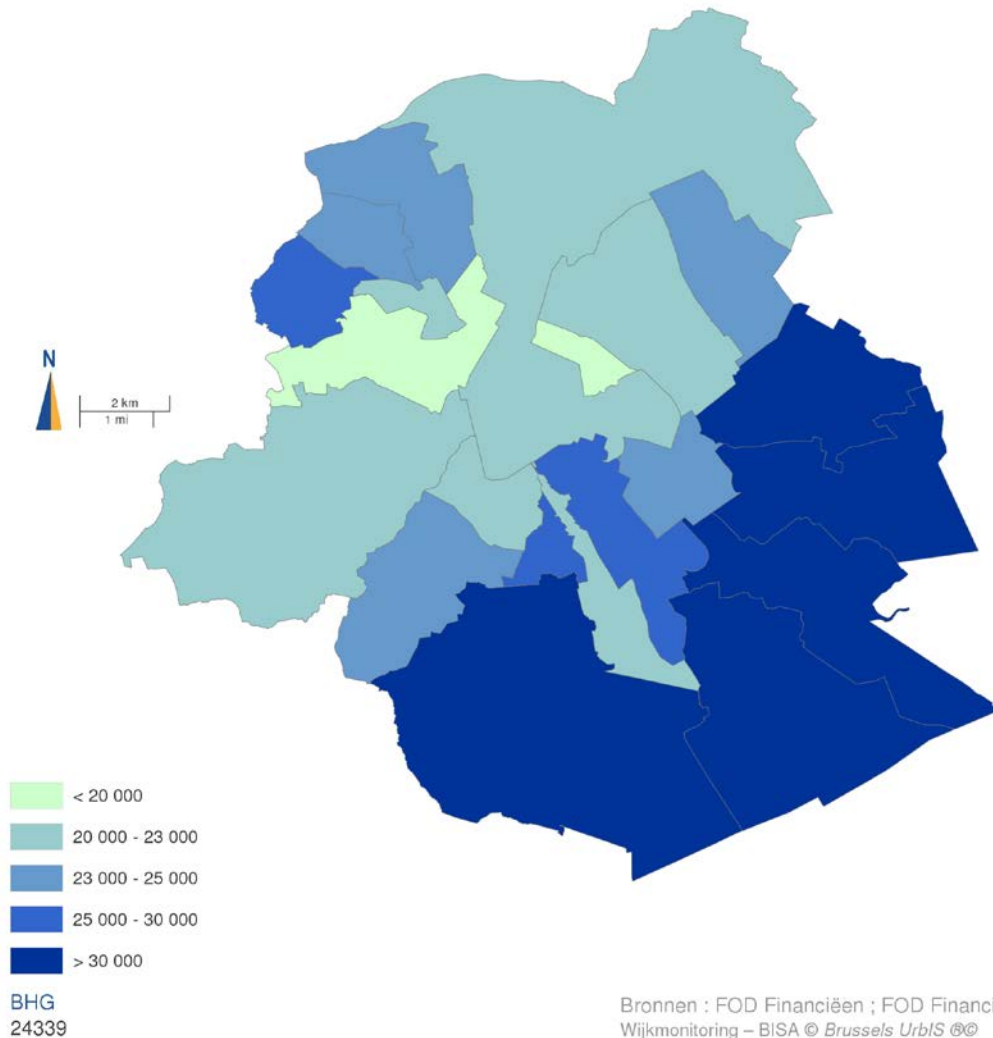 N
2 km
1 mi
< 20 000
20 000 - 23 000
23 000 - 25 000
25 000 - 30 000
> 30 000
BHG
24339
Bronnen : FOD Financiëen ; FOD Financi
Wijkmonitoring – BISA © Brussels UrbIS ®©